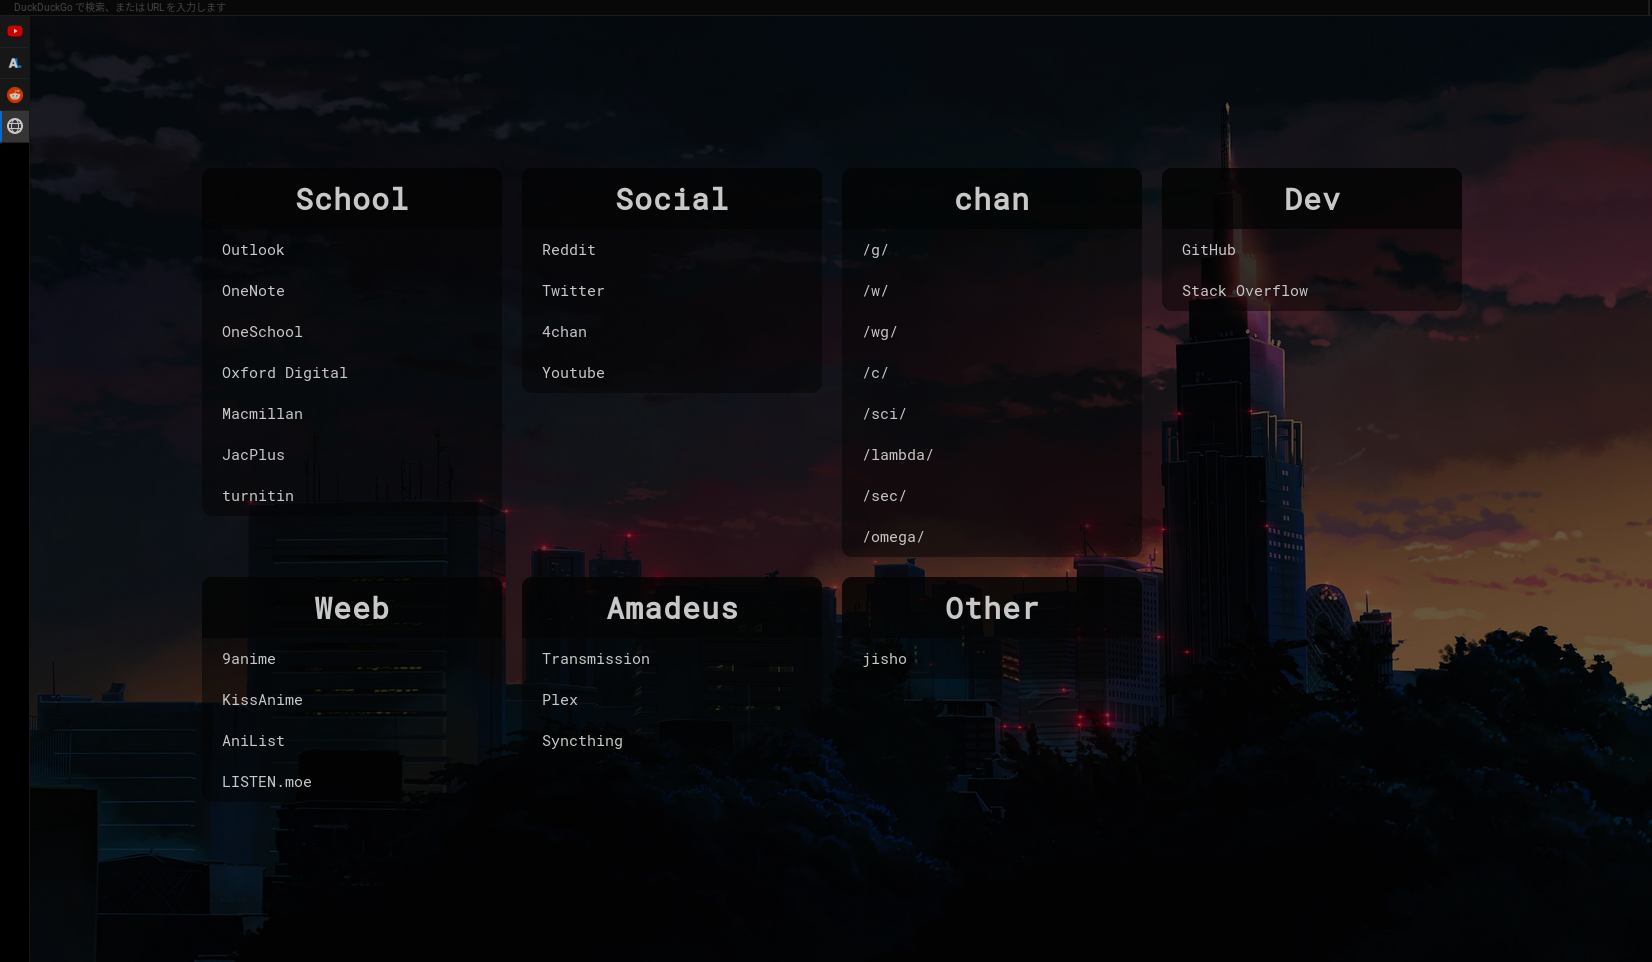 DuckDuckGo で検索、または URL を入力します
School
Outlook
OneNote
OneSchool
Oxford Digital
Macmillan
JacPlus
turnitin
Social
Reddit
Twitter
4chan
Youtube
chan
/g/
/w/
/wg/
/c/
/sci/
/lambda/
/sec/
/omega/
Dev
GitHub
Stack Overflow
Weeb
9anime
KissAnime
AniList
LISTEN.moe
Amadeus
Transmission
Plex
Syncthing
Other
jisho